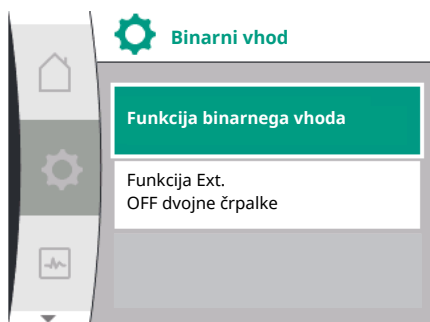 Binarni vhod
Funkcija binarnega vhoda
Funkcija Ext.
OFF dvojne črpalke